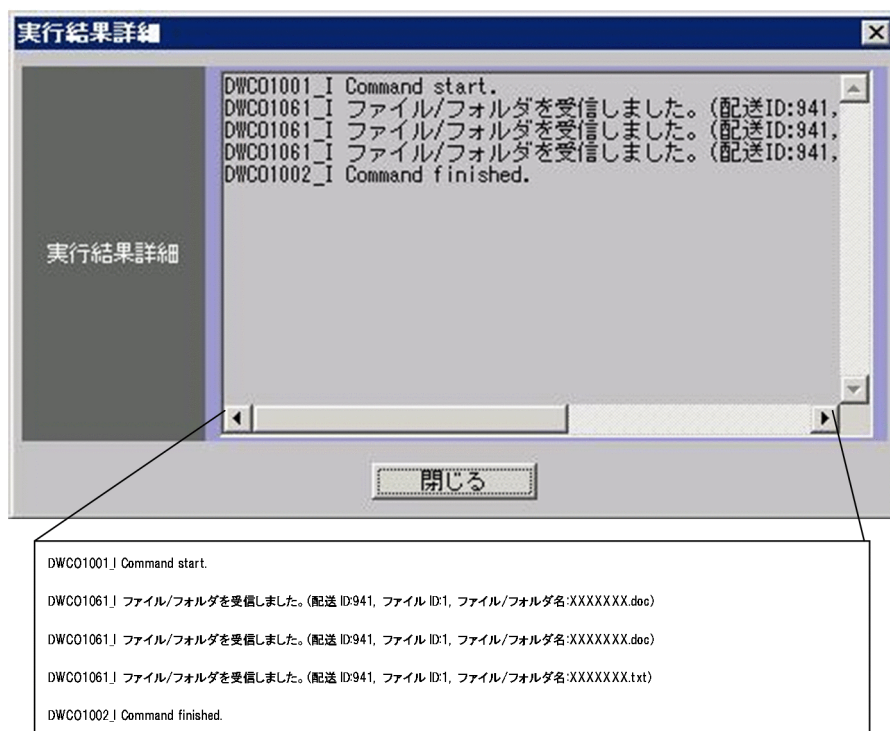 実行結果詳細
DWCO1001_I Command start.
DWCO1061_I ファイル/フォルダを受信しました。(配送ID:941,
DWCO1061_I ファイル/フォルダを受信しました。(配送ID:941,
DWCO1061_I ファイル/フォルダを受信しました。(配送ID:941,
DWCO1002_I Command finished.
実行結果詳細
閉じる
DWCO1001_I Command start.
DWCO1061_I ファイル/フォルダを受信しました。(配送 ID:941, ファイル ID:1, ファイル/フォルダ名:XXXXXXX.doc)
DWCO1061_I ファイル/フォルダを受信しました。(配送 ID:941, ファイル ID:1, ファイル/フォルダ名:XXXXXXX.doc)
DWCO1061_I ファイル/フォルダを受信しました。(配送 ID:941, ファイル ID:1, ファイル/フォルダ名:XXXXXXX.txt)
DWCO1002_I Command finished.